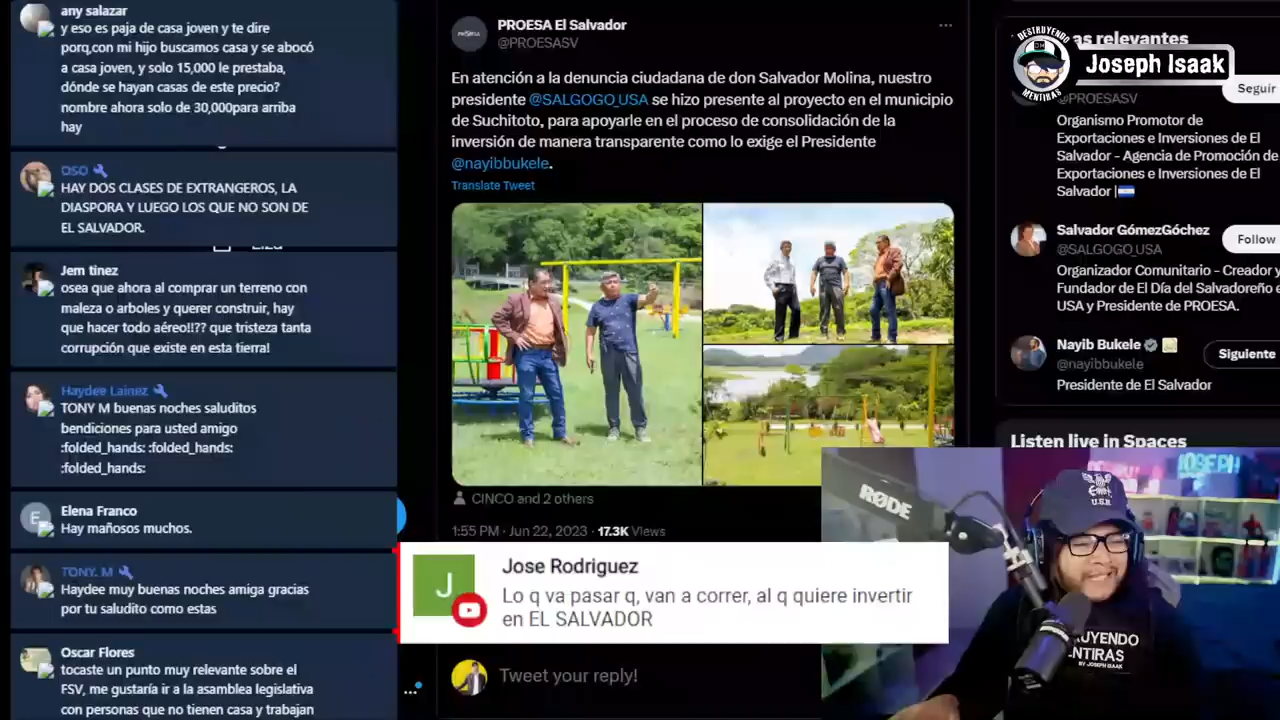 any salazar
y eso es paja de casa joven y te dire
porq,con mi hijo buscamos casa y se abocó
a casa joven, y solo 15,000 le prestaba,
dónde se hayan casas de este precio?
nombre ahora solo de 30,000para arriba
hay
OSO
HAY DOS CLASES DE EXTRANGEROS, LA
DIASPORA Y LUEGO LOS QUE NO SON DE
EL SALVADOR.
Jem tinez
osea que ahora al comprar un terreno con
maleza o arboles y querer construir, hay
que hacer todo aéreo!!?? que tristeza tanta
corrupción que existe en esta tierra!
Haydee Lainez
TONY M buenas noches saluditos
bendiciones para usted amigo
:folded_hands: :folded_hands:
:folded_hands:
E
Elena Franco
Hay mañosos muchos.
TONY. M
Haydee muy buenas noches amiga gracias
por tu saludito como estas
Oscar Flores
tocaste un punto muy relevante sobre el
FSV, me gustaría ir a la asamblea legislativa
con personas que no tienen casa y trabajan
PROESA El Salvador
@PROESASV
En atención a la denuncia ciudadana de don Salvador Molina, nuestro
presidente @SALGOGO_USA se hizo presente al proyecto en el municipio
de Suchitoto, para apoyarle en el proceso de consolidación de la
inversión de manera transparente como lo exige el Presidente
@nayibbukele.
Translate Tweet
CINCO and 2 others
1:55 PM · Jun 22, 2023 · 17.3K Views
J
Jose Rodriguez
Lo q va pasar q, van a correr, al q quiere invertir
en EL SALVADOR
Tweet your reply!
as relevantes
DESTRUYENDO
MENTIRAS
Joseph Isaak
@PROESASV
Seguir
Organismo Promotor de
Exportaciones e Inversiones de El
Salvador - Agencia de Promoción de
Exportaciones e Inversiones de El
Salvador |
Salvador GómezGóchez
@SALGOGO_USA
Follow
Organizador Comunitario - Creador y
Fundador de El Día del Salvadoreño e
USA y Presidente de PROESA.
Nayib Bukele
@nayibbukele
Siguiente
Presidente de El Salvador
Listen live in Spaces
RØDE
JOSEPH
RUYENDO
ENTIRAS
BY JOSEPH ISAAK